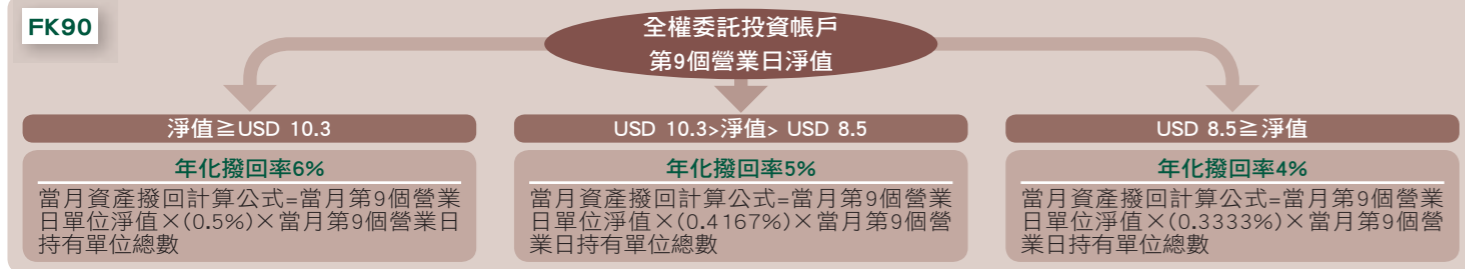 FK90
全權委託投資帳戶
第9個營業日淨值
淨值≧USD 10.3
年化撥回率6%
當月資產撥回計算公式=當月第9個營業
日單位淨值×(0.5%)×當月第9個營業日
持有單位總數
USD 10.3>淨值> USD 8.5
年化撥回率5%
當月資產撥回計算公式=當月第9個營業
日單位淨值×(0.4167%)×當月第9個營
業日持有單位總數
USD 8.5≧淨值
年化撥回率4%
當月資產撥回計算公式=當月第9個營業
日單位淨值×(0.3333%)×當月第9個營
業日持有單位總數